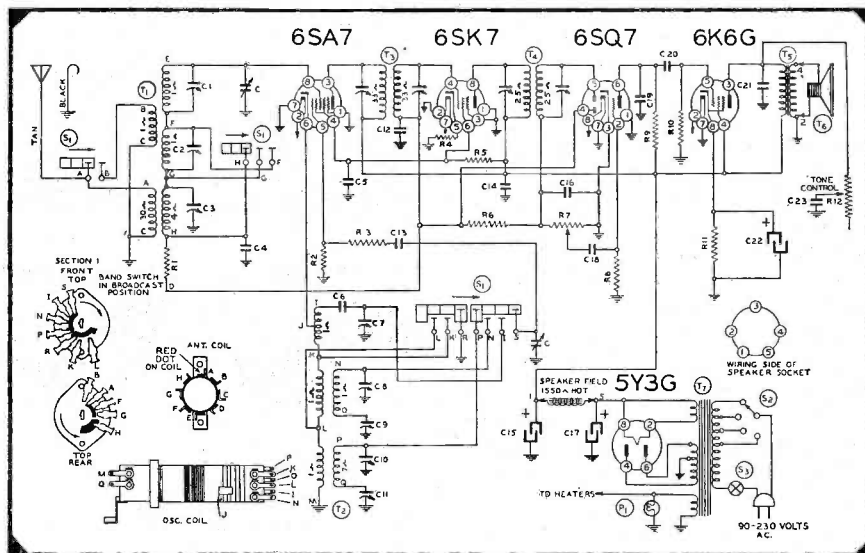 6SA7 6SK7 6SQ7 6K6G
BLACK
TAN
T1
T3
T4
T5
T6
C1
C
C2
C3
C4
S1
S1
R1
C12
R4
R5
C5
C14
C16
R6
R7
C18
R8
C19
R9
C20
R10
C21
R11
C22
TONE CONTROL
C23
R12
R2
R3
C13
SECTION 1
FRONT
TOP
BAND SWITCH
IN BROADCAST
POSITION
ANT. COIL
RED
DOT
ON COIL
TOP
REAR
OSC. COIL
C6
C7
C8
C9
C10
C11
T2
S1
L K R P N I S
C
SPEAKER FIELD
1550 Ω HOT
C15
C17
5Y3G
T7
S2
S3
TO HEATERS
P1
90-230 VOLTS
A.C.
WIRING SIDE OF
SPEAKER SOCKET